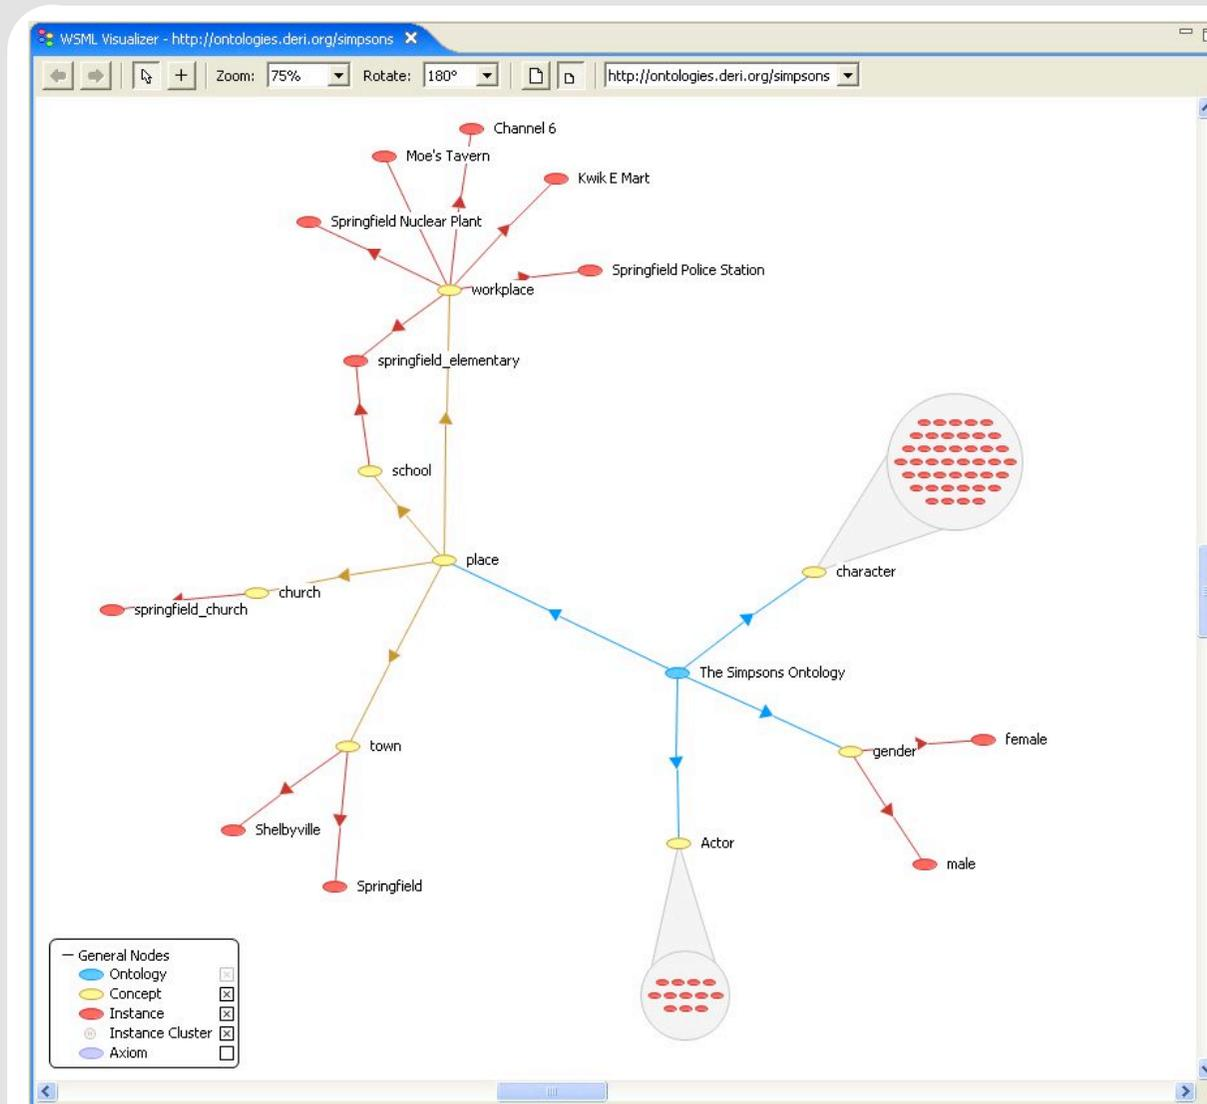 WSML Visualizer - http://ontologies.deri.org/simpsons
Zoom: 75% Rotate: 180° http://ontologies.deri.org/simpsons
Channel 6
Moe's Tavern
Kwik E Mart
Springfield Nuclear Plant
Springfield Police Station
workplace
springfield_elementary
school
place
character
church
springfield_church
The Simpsons Ontology
female
town
gender
Shelbyville
Actor
male
Springfield
General Nodes
Ontology
Concept
Instance
Instance Cluster
Axiom